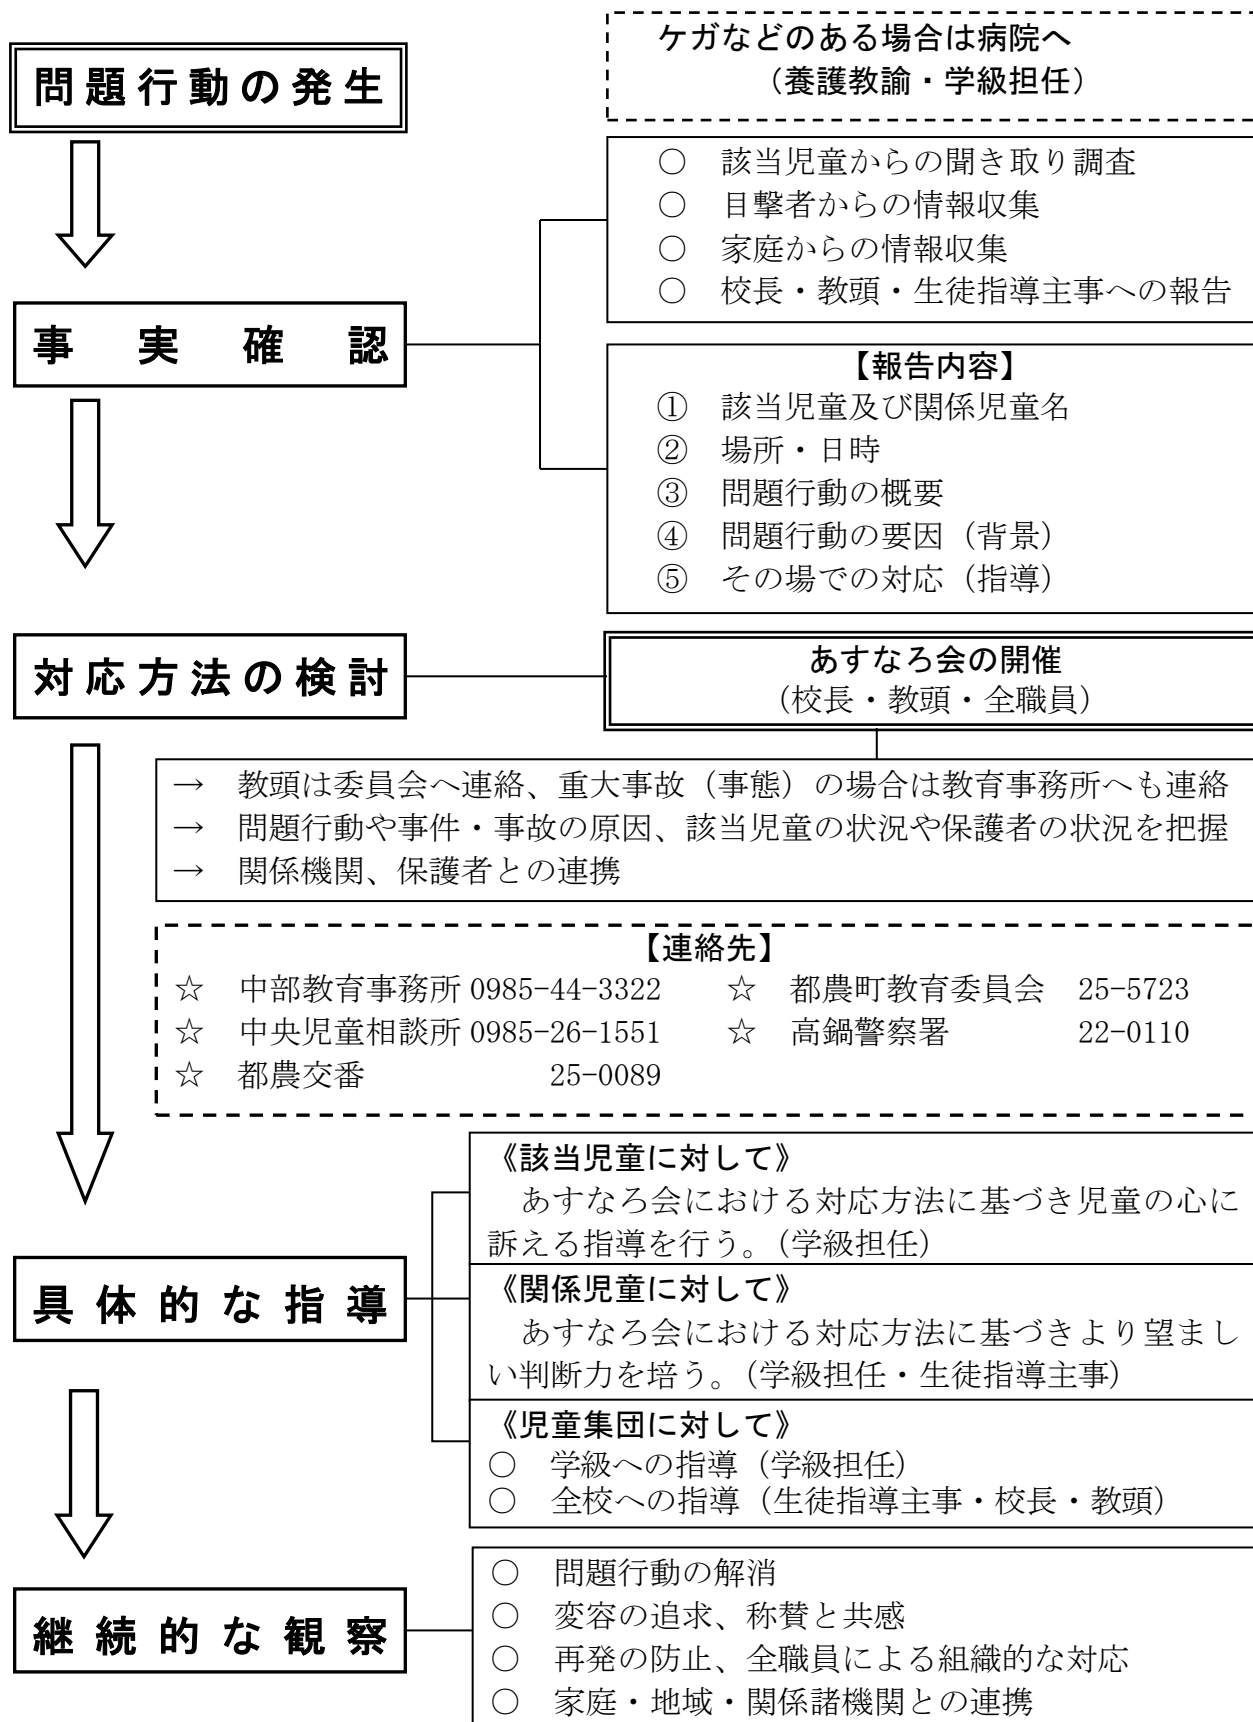 問題行動の発生
ケガなどのある場合は病院へ
（養護教諭・学級担任）
○　該当児童からの聞き取り調査
○　目撃者からの情報収集
○　家庭からの情報収集
○　校長・教頭・生徒指導主事への報告
事実確認
【報告内容】
①　該当児童及び関係児童名
②　場所・日時
③　問題行動の概要
④　問題行動の要因（背景）
⑤　その場での対応（指導）
対応方法の検討
あすなろ会の開催
（校長・教頭・全職員）
→　教頭は委員会へ連絡、重大事故（事態）の場合は教育事務所へも連絡
→　問題行動や事件・事故の原因、該当児童の状況や保護者の状況を把握
→　関係機関、保護者との連携
【連絡先】
☆　中部教育事務所 0985-44-3322　☆　都農町教育委員会　25-5723
☆　中央児童相談所 0985-26-1551　☆　高鍋警察署　22-0110
☆　都農交番　25-0089
《該当児童に対して》
あすなろ会における対応方法に基づき児童の心に
訴える指導を行う。（学級担任）
具体的な指導
《関係児童に対して》
あすなろ会における対応方法に基づきより望まし
い判断力を培う。（学級担任・生徒指導主事）
《児童集団に対して》
○　学級への指導（学級担任）
○　全校への指導（生徒指導主事・校長・教頭）
継続的な観察
○　問題行動の解消
○　変容の追求、称賛と共感
○　再発の防止、全職員による組織的な対応
○　家庭・地域・関係諸機関との連携